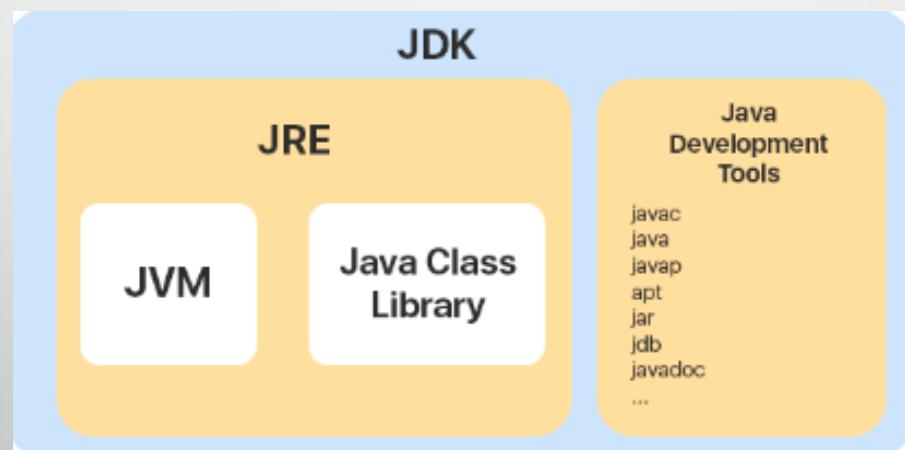 JDK
JRE
JVM
Java Class
Library
Java
Development
Tools
javac
java
javap
apt
jar
jdb
javadoc
...